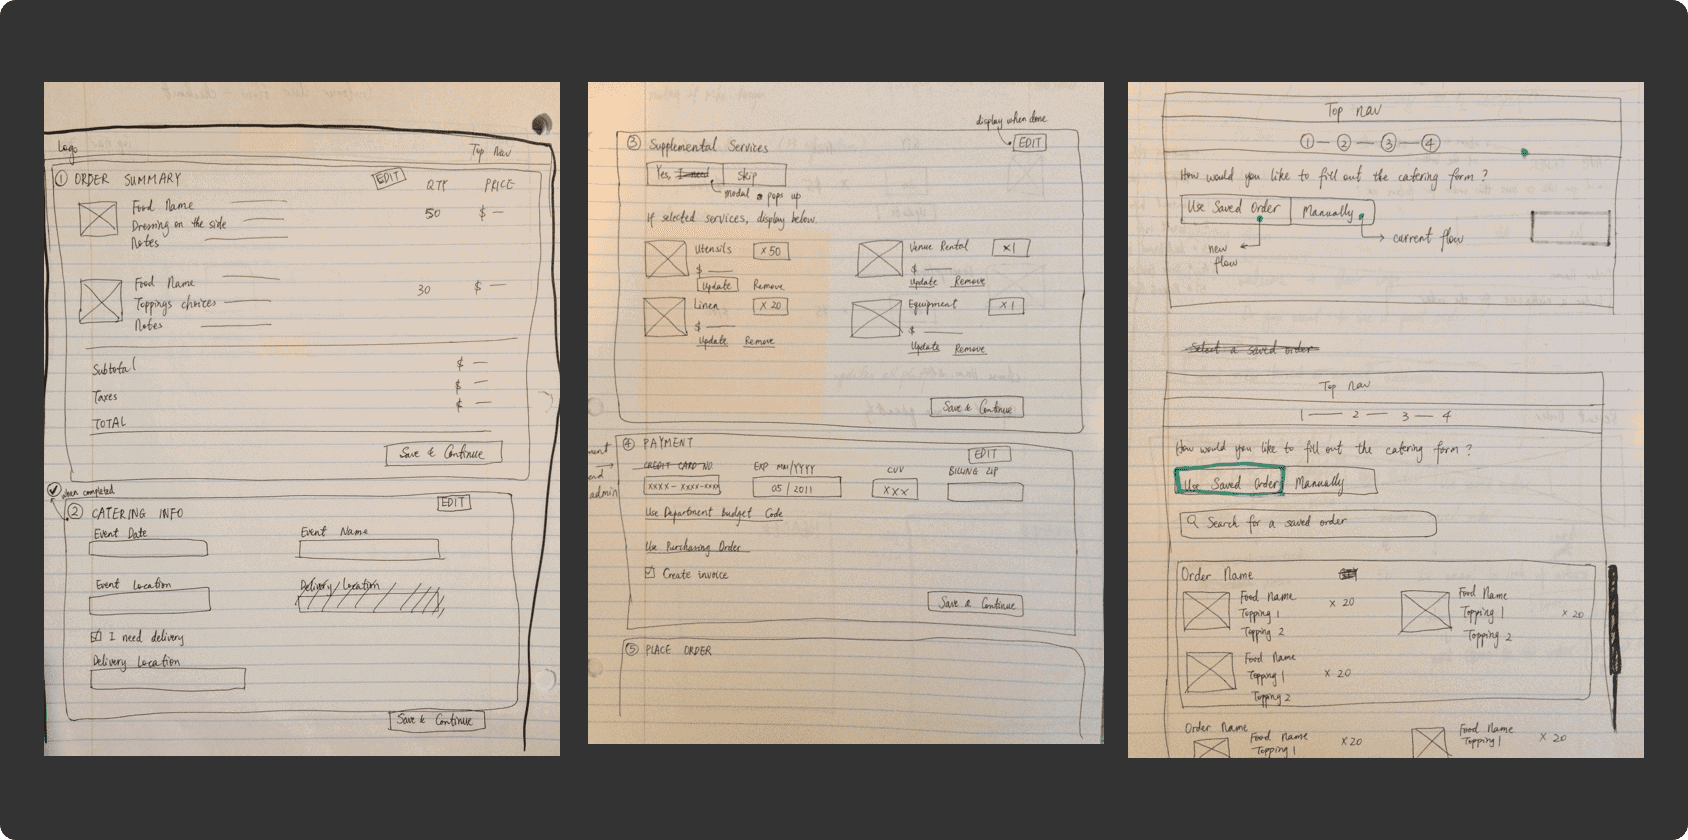 Logo
Top Nav
① ORDER SUMMARY
EDIT
QTY
PRICE
Food Name
Dressing on the side
Notes
50
$ —
Food Name
Toppings choices
Notes
30
$ —
Subtotal
$ —
Taxes
$ —
TOTAL
$ —
Save & Continue
when completed
② CATERING INFO
EDIT
Event Date
Event Name
Event Location
Delivery Location
I need delivery
Delivery Location
Save & Continue
display when done
③ Supplemental Services
EDIT
Yes, I need
skip
modal pops up
If selected services, display below.
Utensils
x 50
$
Update
Remove
Venue Rental
x 1
$
Update
Remove
Linen
x 20
$
Update
Remove
Equipment
x 1
$
Update
Remove
Save & Continue
④ PAYMENT
EDIT
admin
CREDIT CARD NO
EXP MM/YYYY
CUV
BILLING ZIP
xxxx - xxxx - xxxx
05 / 2011
XXX
Use Department budget Code
Use Purchasing Order
Create invoice
Save & Continue
⑤ PLACE ORDER
Top nav
① — ② — ③ — ④
How would you like to fill out the catering form ?
Use Saved Order
Manually
new
flow
current flow
Select a saved order
Top nav
1 — 2 — 3 — 4
How would you like to fill out the catering form ?
Use Saved Order
Manually
Search for a saved order
Order Name
Food Name
Topping 1
Topping 2
x 20
Food Name
Topping 1
Topping 2
x 20
Food Name
Topping 1
Topping 2
x 20
Order Name
Food Name
Topping 1
x 20
Food Name
Topping 1
x 20